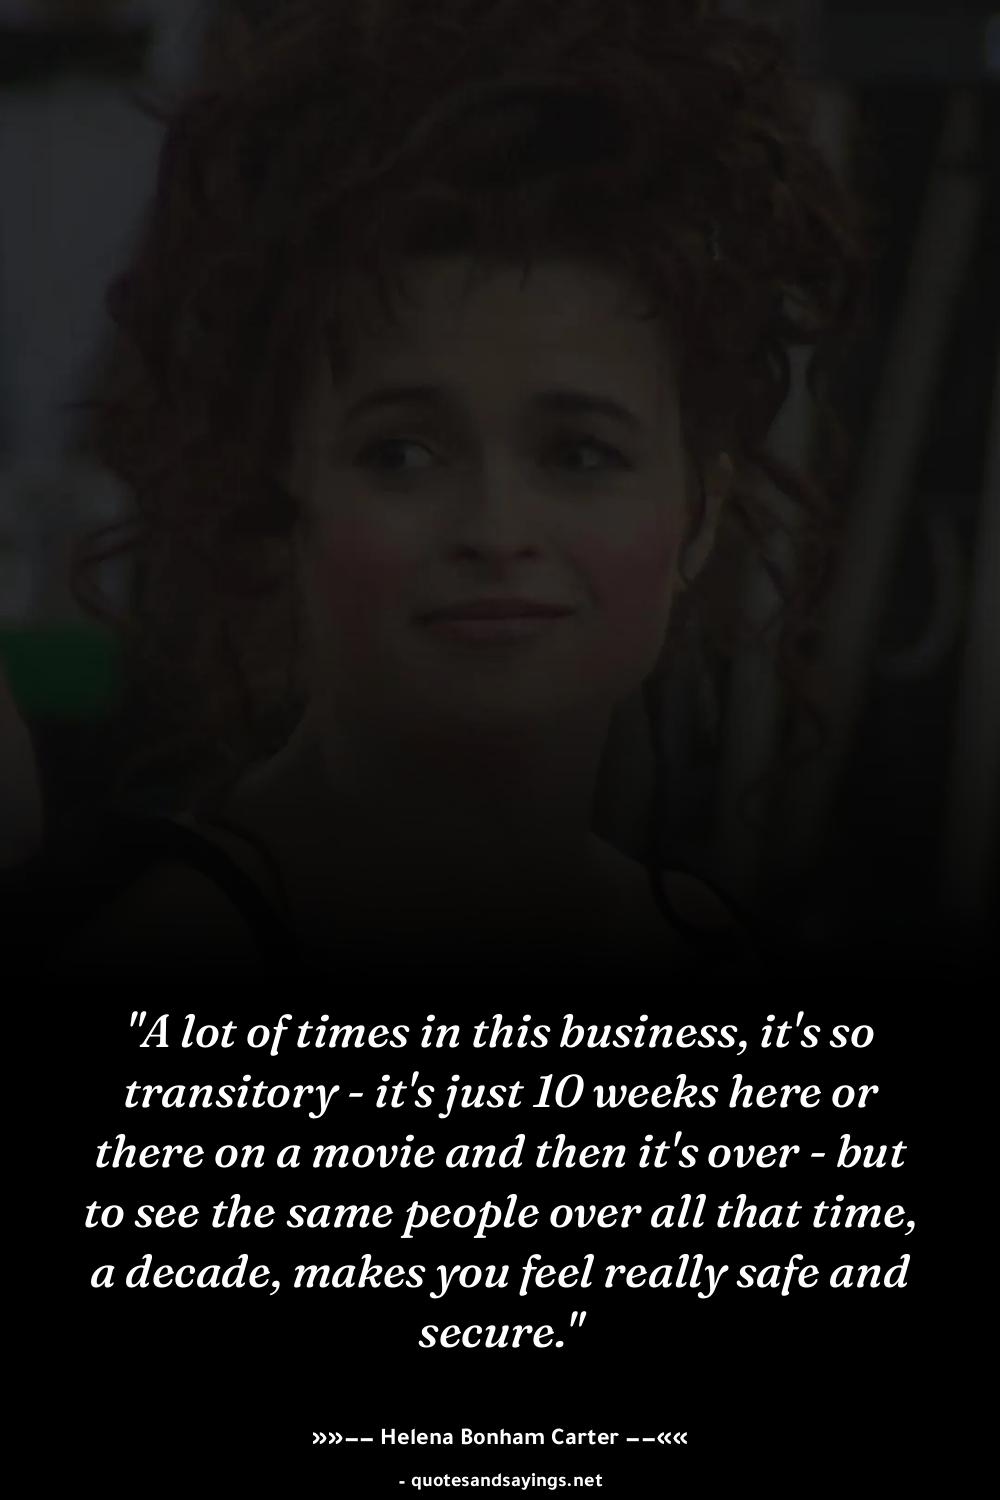 "A lot of times in this business, it's so
transitory - it's just 10 weeks here or
there on a movie and then it's over - but
to see the same people over all that time,
a decade, makes you feel really safe and
secure."
»»−− Helena Bonham Carter −−««
- quotesandsayings.net